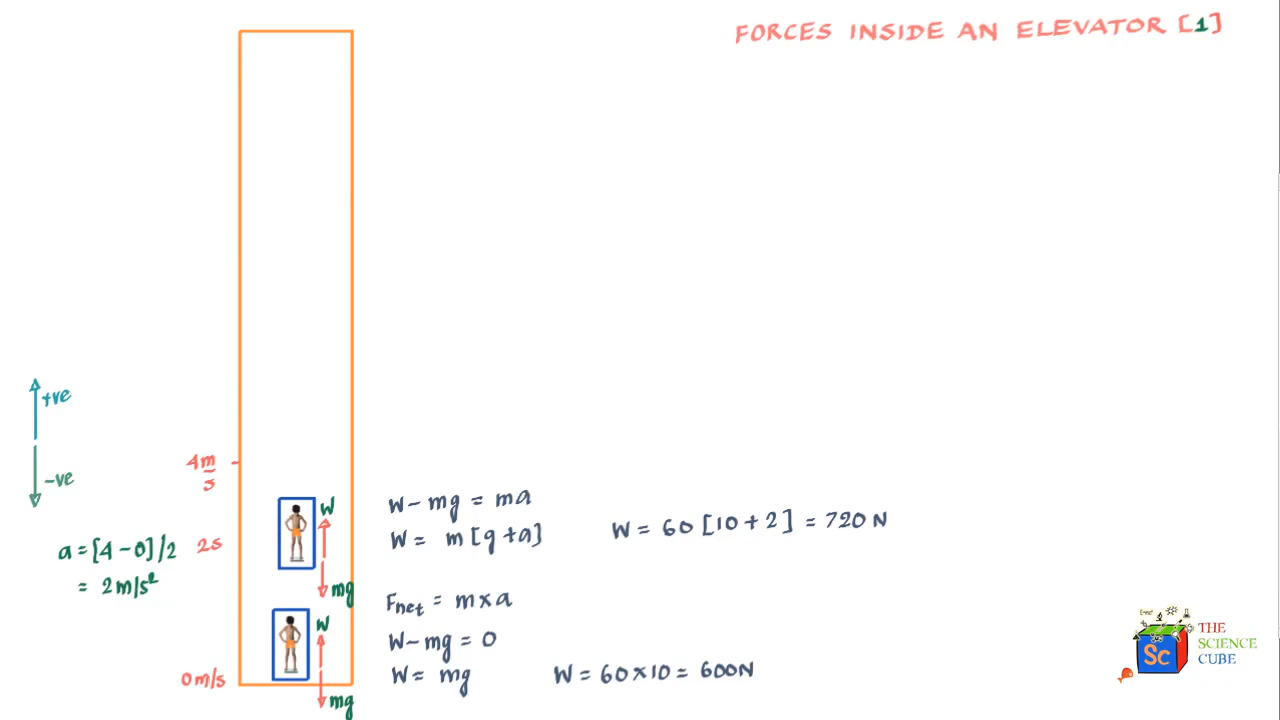 FORCES INSIDE AN ELEVATOR [1]
+ve
-ve
4m/s
W
W - mg = ma
W = m[g+a]
W = 60[10+2] = 720N
a = [4-0]/2
2s
= 2m/s²
mg
Fnet = m×a
W
W-mg = 0
W = mg
W = 60×10 = 600N
0m/s
mg
Sc
THE
SCIENCE
CUBE